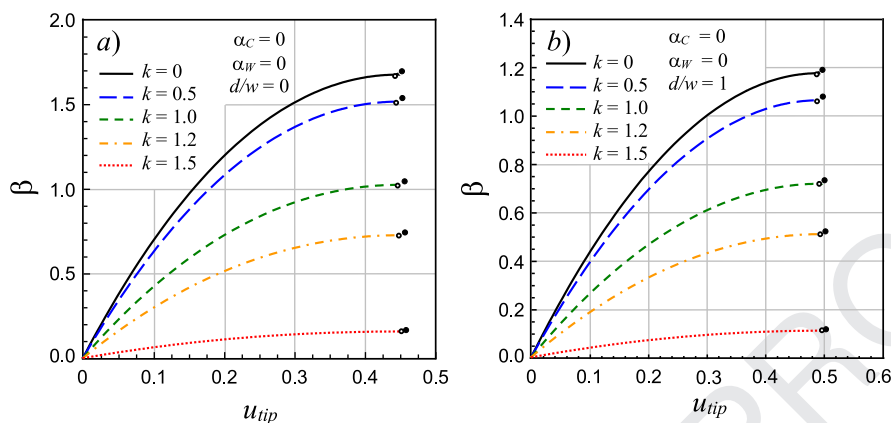 a)
α_C = 0
α_W = 0
d/w = 0
k = 0
k = 0.5
k = 1.0
k = 1.2
k = 1.5
β
2.0
1.5
1.0
0.5
0.0
0 0.1 0.2 0.3 0.4 0.5
u_tip
b)
α_C = 0
α_W = 0
d/w = 1
k = 0
k = 0.5
k = 1.0
k = 1.2
k = 1.5
β
1.4
1.2
1.0
0.8
0.6
0.4
0.2
0.0
0 0.1 0.2 0.3 0.4 0.5 0.6
u_tip
PRO